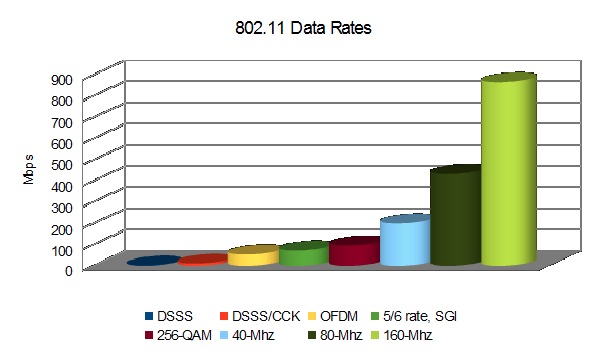 802.11 Data Rates
900
800
700
600
500
400
300
200
100
0
Mbps
DSSS DSSS/CCK OFDM 5/6 rate, SGI
256-QAM 40-Mhz 80-Mhz 160-Mhz